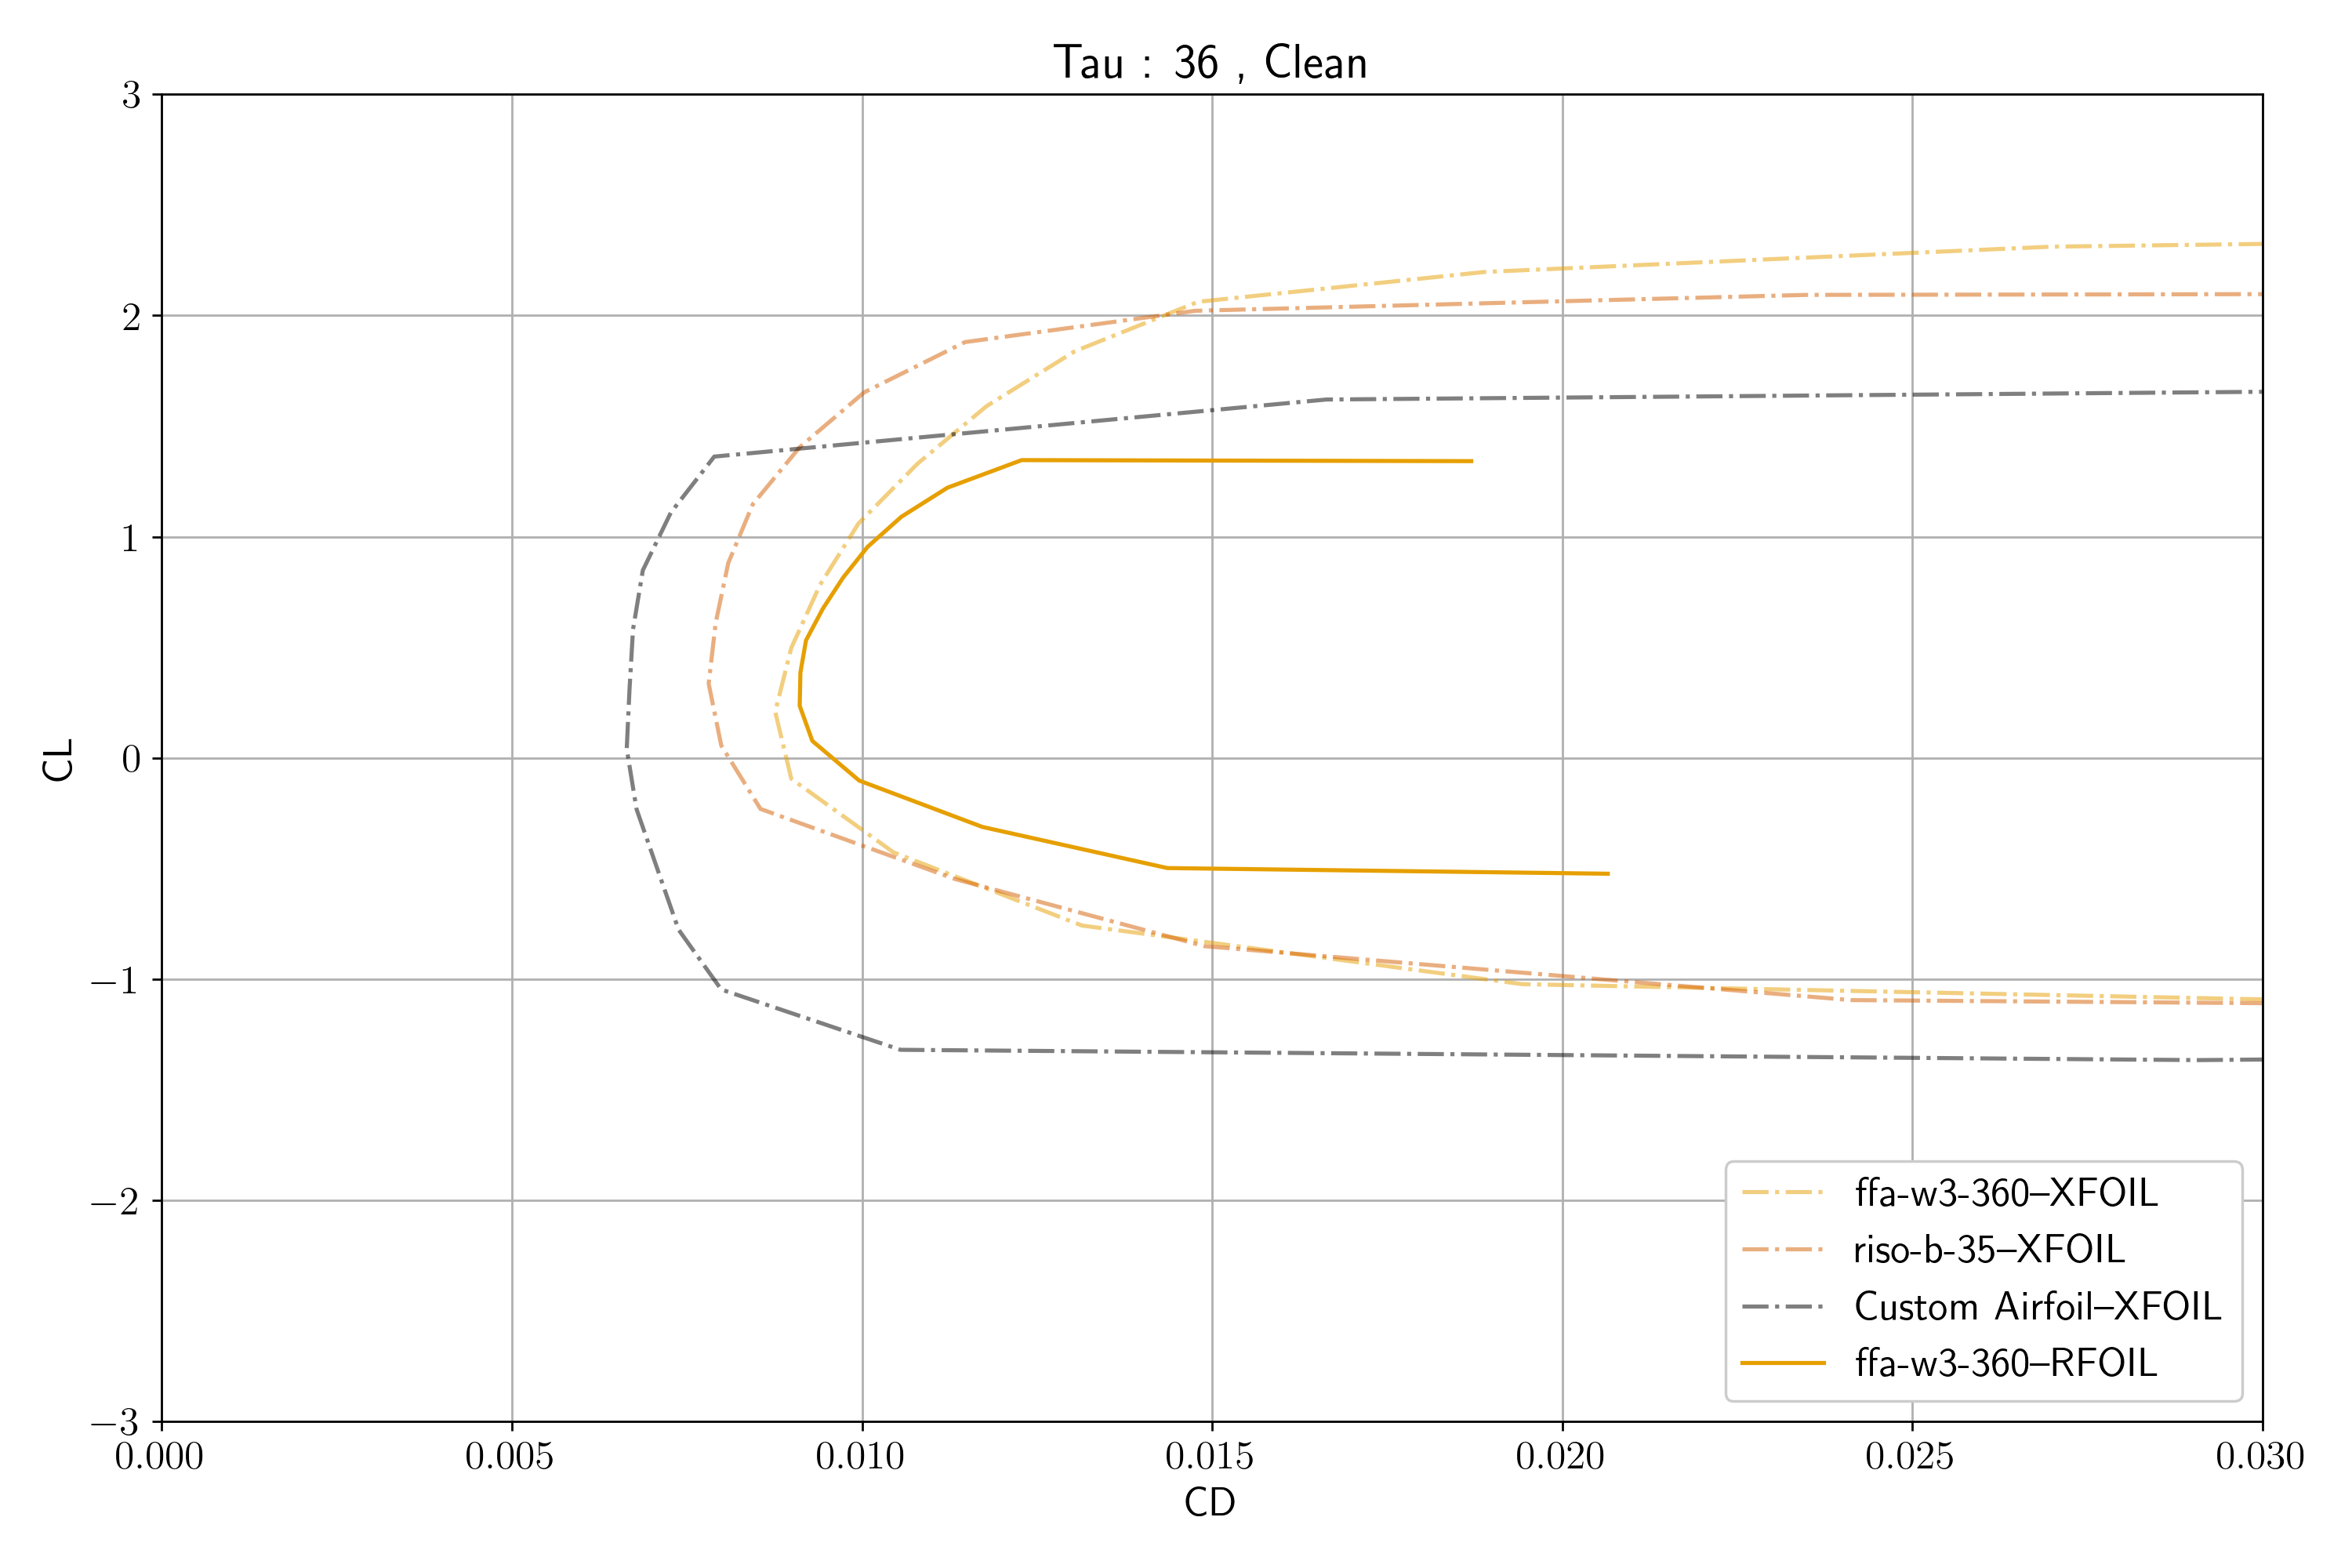 Tau : 36 , Clean
3
2
1
0
−1
−2
−3
CL
0.000 0.005 0.010 0.015 0.020 0.025 0.030
CD
ffa-w3-360–XFOIL
riso-b-35–XFOIL
Custom Airfoil–XFOIL
ffa-w3-360–RFOIL